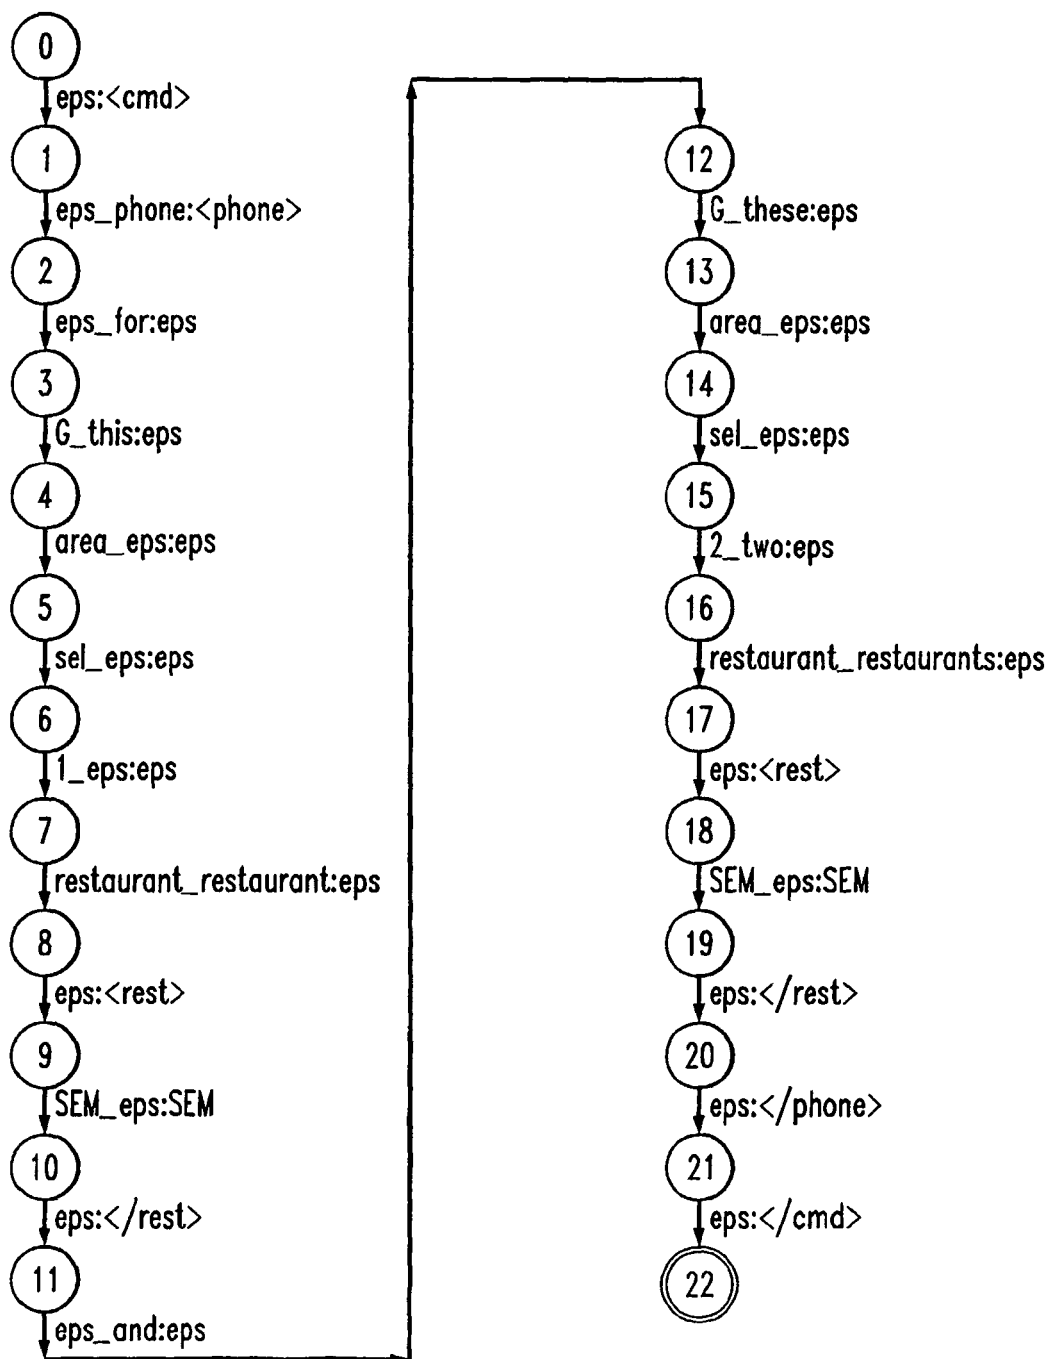 0
eps:<cmd>
1
eps_phone:<phone>
2
eps_for:eps
3
G_this:eps
4
area_eps:eps
5
sel_eps:eps
6
1_eps:eps
7
restaurant_restaurant:eps
8
eps:<rest>
9
SEM_eps:SEM
10
eps:</rest>
11
eps_and:eps
12
G_these:eps
13
area_eps:eps
14
sel_eps:eps
15
2_two:eps
16
restaurant_restaurants:eps
17
eps:<rest>
18
SEM_eps:SEM
19
eps:</rest>
20
eps:</phone>
21
eps:</cmd>
22